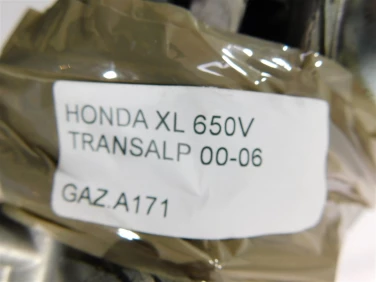 HONDA XL 650V
TRANSALP 00-06
GAZ.A171